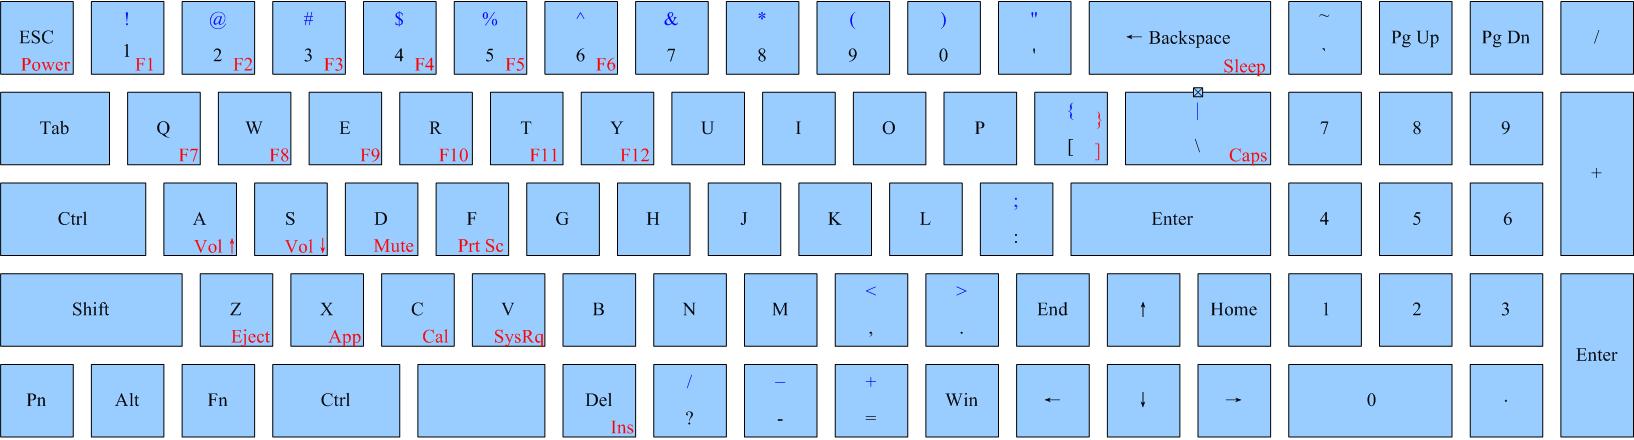 ESC Power ! 1 F1 @ 2 F2 # 3 F3 $ 4 F4 % 5 F5 ^ 6 F6 & 7 * 8 ( 9 ) 0 " ' ← Backspace Sleep ~ ` Pg Up Pg Dn /
Tab Q F7 W F8 E F9 R F10 T F11 Y F12 U I O P { [ } ] | \ Caps 7 8 9 +
Ctrl A Vol ↑ S Vol ↓ D Mute F Prt Sc G H J K L ; : Enter 4 5 6
Shift Z Eject X App C Cal V SysRq B N M < , > . End ↑ Home 1 2 3 Enter
Pn Alt Fn Ctrl Del Ins / ? – - + = Win ← ↓ → 0 .